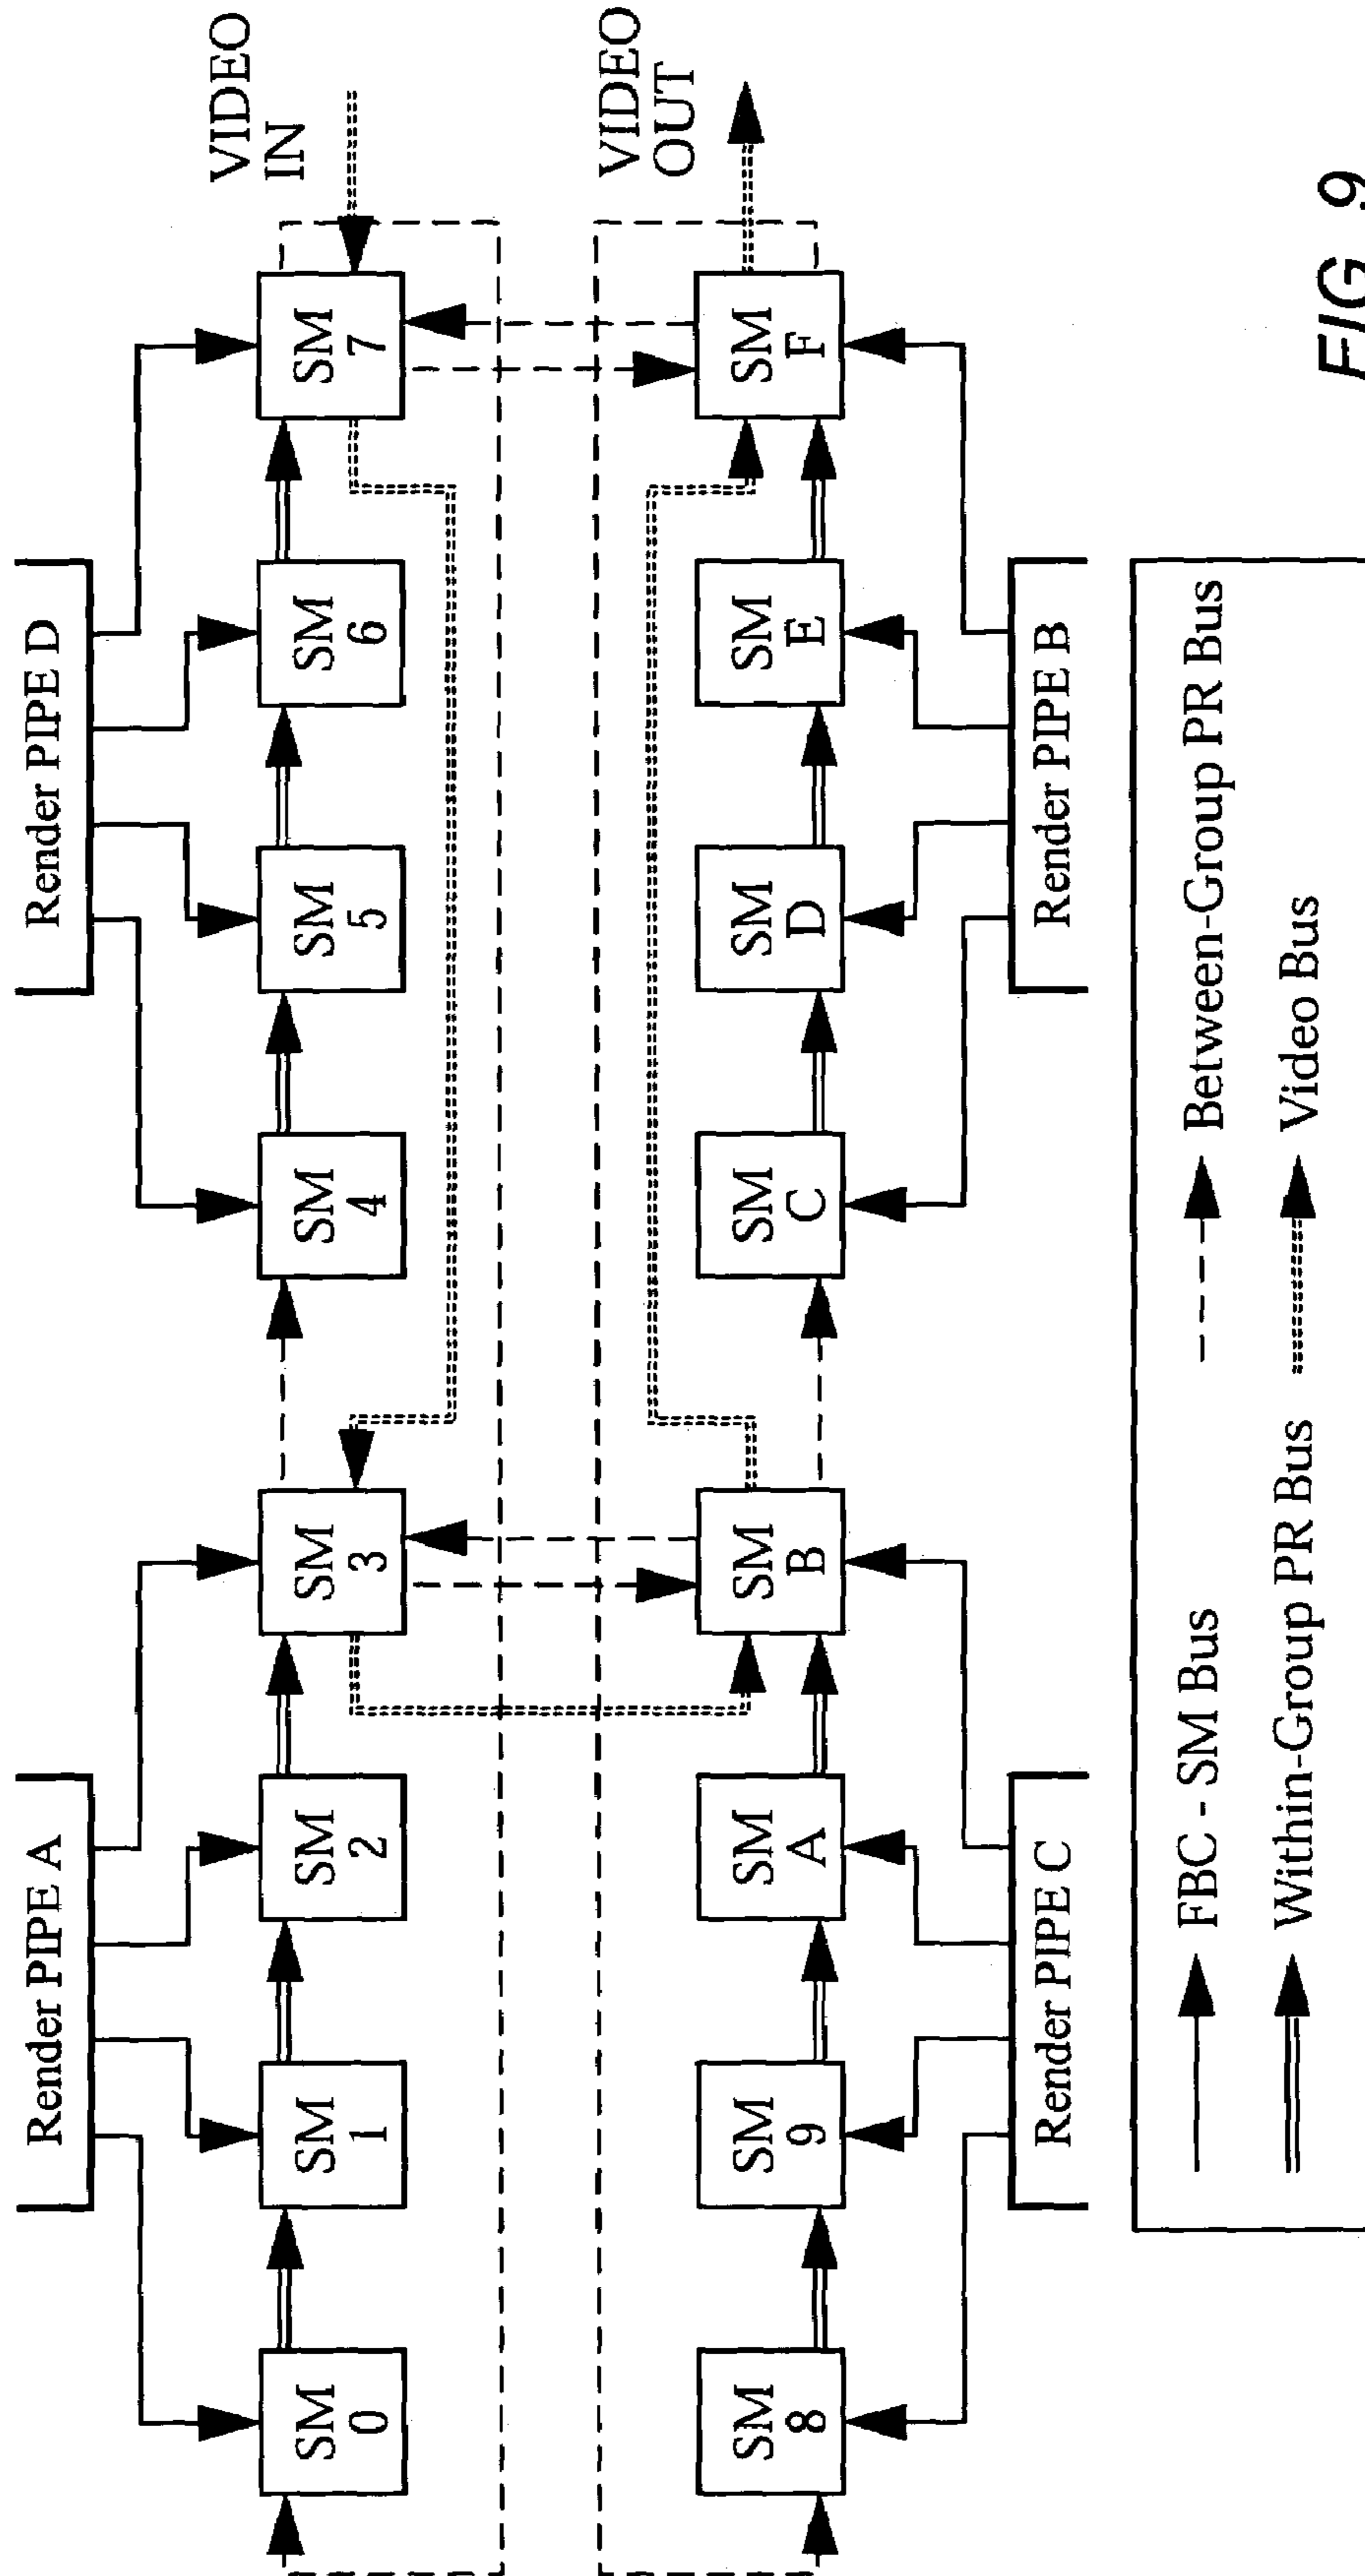 Render PIPE A
Render PIPE D
VIDEO
IN
SM
0
SM
1
SM
2
SM
3
SM
4
SM
5
SM
6
SM
7
VIDEO
OUT
SM
8
SM
9
SM
A
SM
B
SM
C
SM
D
SM
E
SM
F
Render PIPE C
Render PIPE B
FBC - SM Bus
Between-Group PR Bus
Within-Group PR Bus
Video Bus
FIG. 9